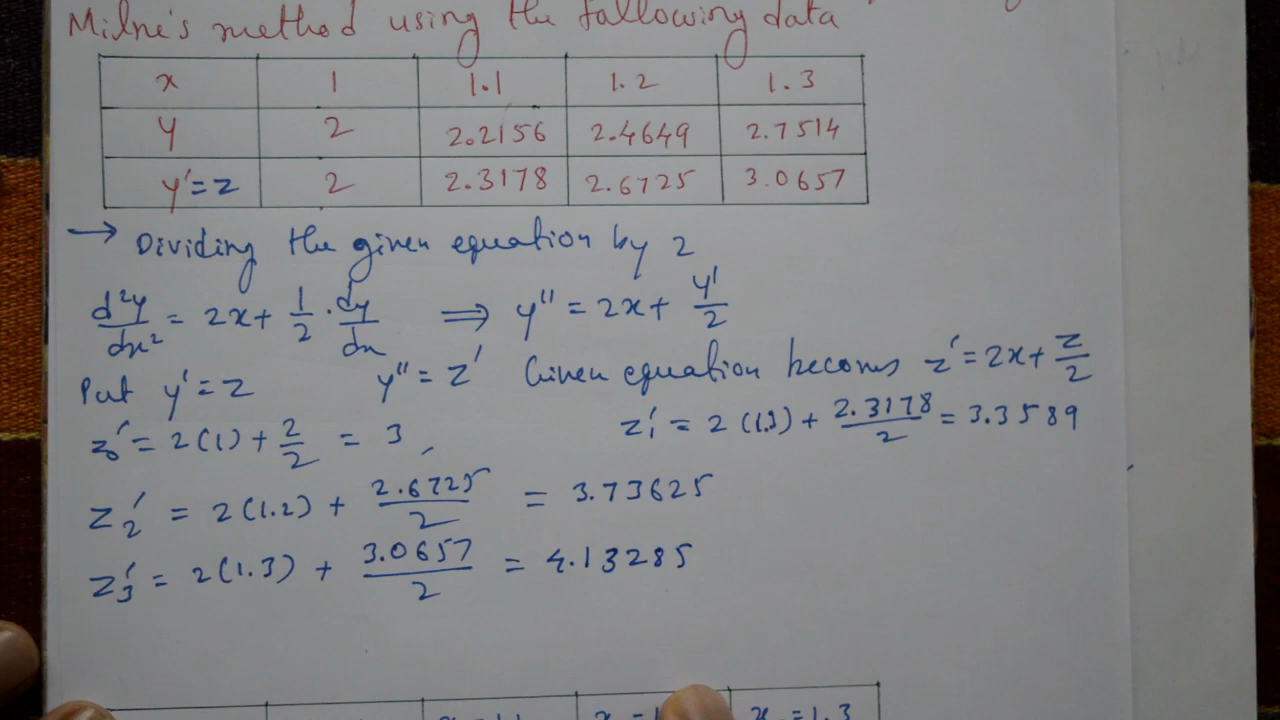 Milne's method using the following data
x 1 1.1 1.2 1.3
y 2 2.2156 2.4649 2.7514
y' = z 2 2.3178 2.6725 3.0657
→ Dividing the given equation by 2
d²y/dx² = 2x + 1/2 · dy/dx ⟹ y'' = 2x + y'/2
Put y' = z y'' = z' Given equation becomes z' = 2x + z/2
z₀' = 2(1) + 2/2 = 3, z₁' = 2(1.1) + 2.3178/2 = 3.3589
z₂' = 2(1.2) + 2.6725/2 = 3.73625
z₃' = 2(1.3) + 3.0657/2 = 4.13285
= 1.3